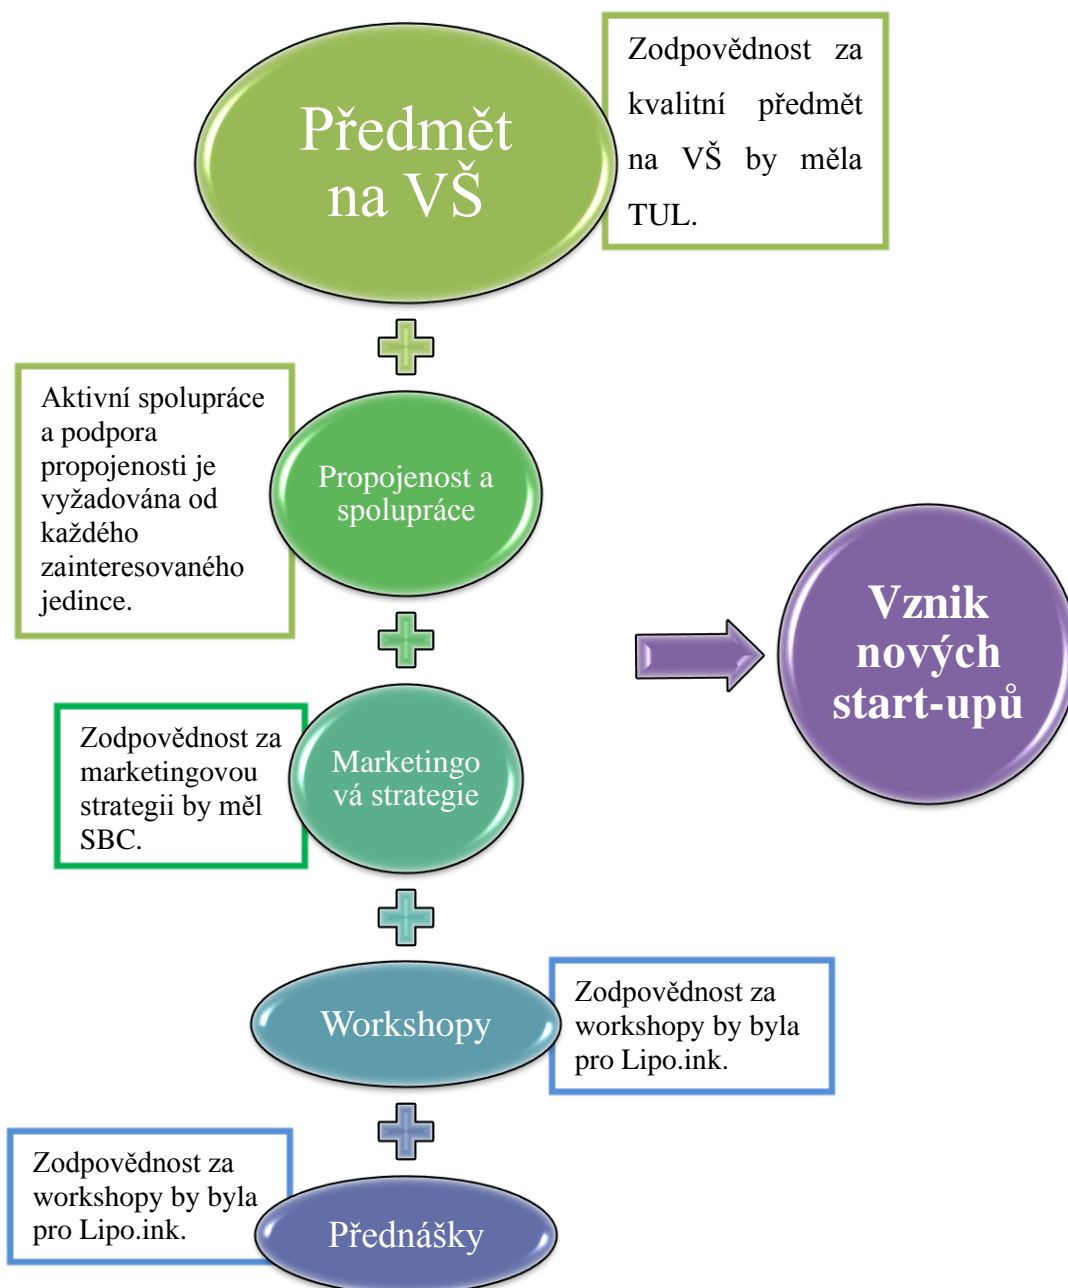 Předmět
na VŠ
Zodpovědnost za
kvalitní předmět
na VŠ by měla
TUL.
Aktivní spolupráce
a podpora
propojenosti je
vyžadována od
každého
zainteresovaného
jedince.
Propojenost a
spolupráce
Vznik
nových
start-upů
Zodpovědnost za
marketingovou
strategii by měl
SBC.
Marketingo
vá strategie
Workshopy
Zodpovědnost za
workshopy by byla
pro Lipo.ink.
Zodpovědnost za
workshopy by byla
pro Lipo.ink.
Přednášky